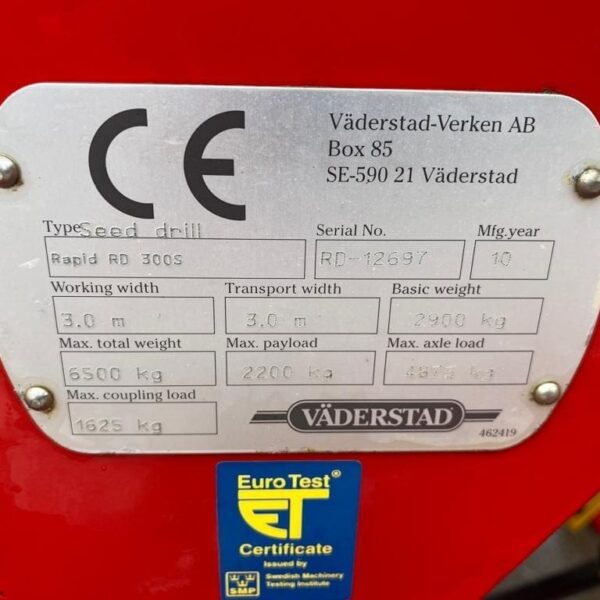 CE
Väderstad-Verken AB
Box 85
SE-590 21 Väderstad
Type Seed drill
Serial No.
Mfg.year
Rapid RD 300S
RD-12697
10
Working width
Transport width
Basic weight
3.0 m
3.0 m
2900 kg
Max. total weight
Max. payload
Max. axle load
6500 kg
2200 kg
4875 kg
Max. coupling load
1625 kg
VÄDERSTAD
462419
Euro Test®
ET
Certificate
Issued by
SMP
Swedish Machinery
Testing Institute